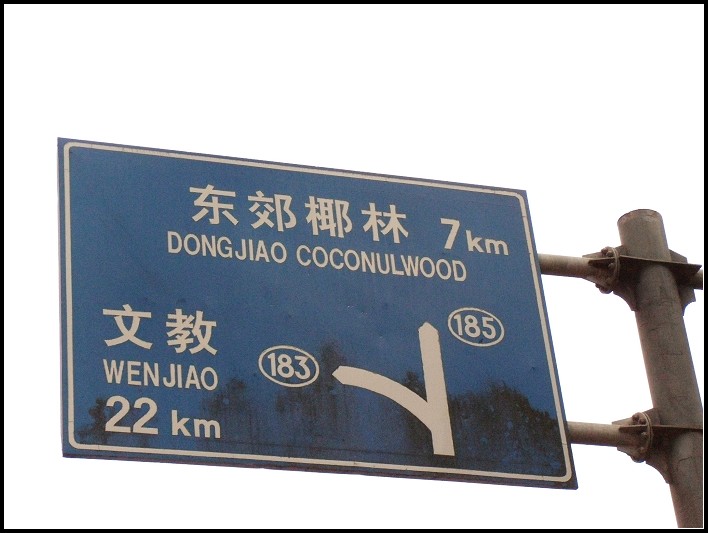 东郊椰林 7km
DONGJIAO COCONULWOOD
185
文教
183
WENJIAO
22 km